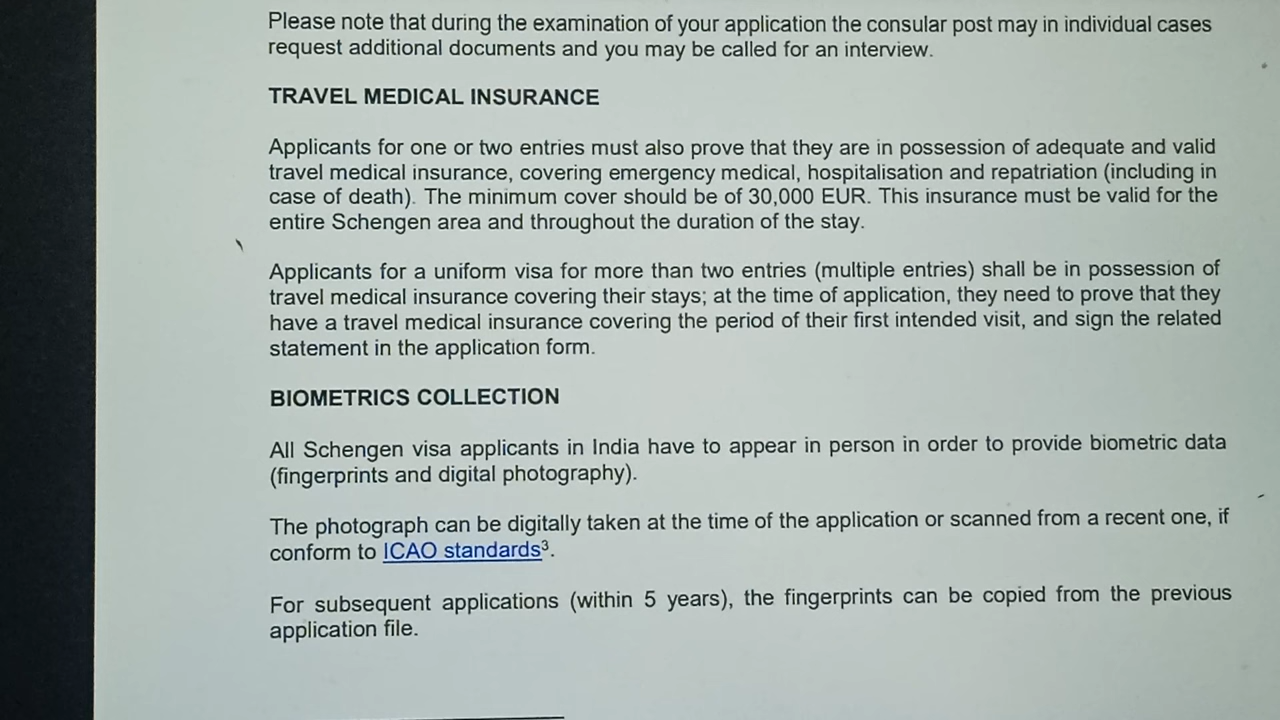 Please note that during the examination of your application the consular post may in individual cases
request additional documents and you may be called for an interview.
TRAVEL MEDICAL INSURANCE
Applicants for one or two entries must also prove that they are in possession of adequate and valid
travel medical insurance, covering emergency medical, hospitalisation and repatriation (including in
case of death). The minimum cover should be of 30,000 EUR. This insurance must be valid for the
entire Schengen area and throughout the duration of the stay.
Applicants for a uniform visa for more than two entries (multiple entries) shall be in possession of
travel medical insurance covering their stays; at the time of application, they need to prove that they
have a travel medical insurance covering the period of their first intended visit, and sign the related
statement in the application form.
BIOMETRICS COLLECTION
All Schengen visa applicants in India have to appear in person in order to provide biometric data
(fingerprints and digital photography).
The photograph can be digitally taken at the time of the application or scanned from a recent one, if
conform to ICAO standards³.
For subsequent applications (within 5 years), the fingerprints can be copied from the previous
application file.